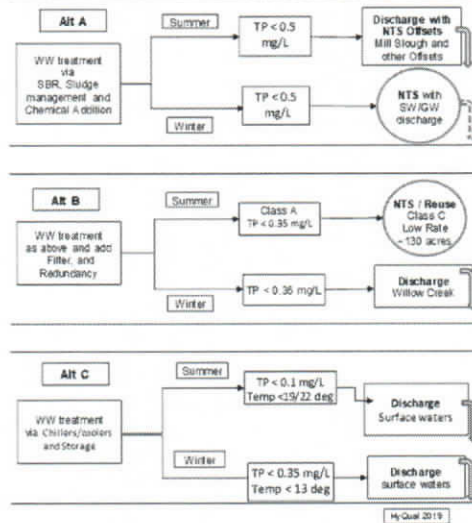 Alt A
WW treatment
via
SBR, Sludge
management and
Chemical Addition
Summer
TP < 0.5
mg/L
Discharge with
NTS Offsets
Mill Slough and
other Offsets
Winter
TP < 0.5
mg/L
NTS with
SW/GW
discharge
Alt B
WW treatment
as above and add
Filter, and
Redundancy
Summer
Class A
TP < 0.35 mg/L
NTS / Reuse
Class C
Low Rate
~130 acres
Winter
TP < 0.35 mg/L
Discharge
Willow Creek
Alt C
WW treatment
via Chillers/coolers
and Storage
Summer
TP < 0.1 mg/L
Temp <19/22 deg
Discharge
Surface waters
Winter
TP < 0.35 mg/L
Temp < 13 deg
Discharge
surface waters
HyQual 2019